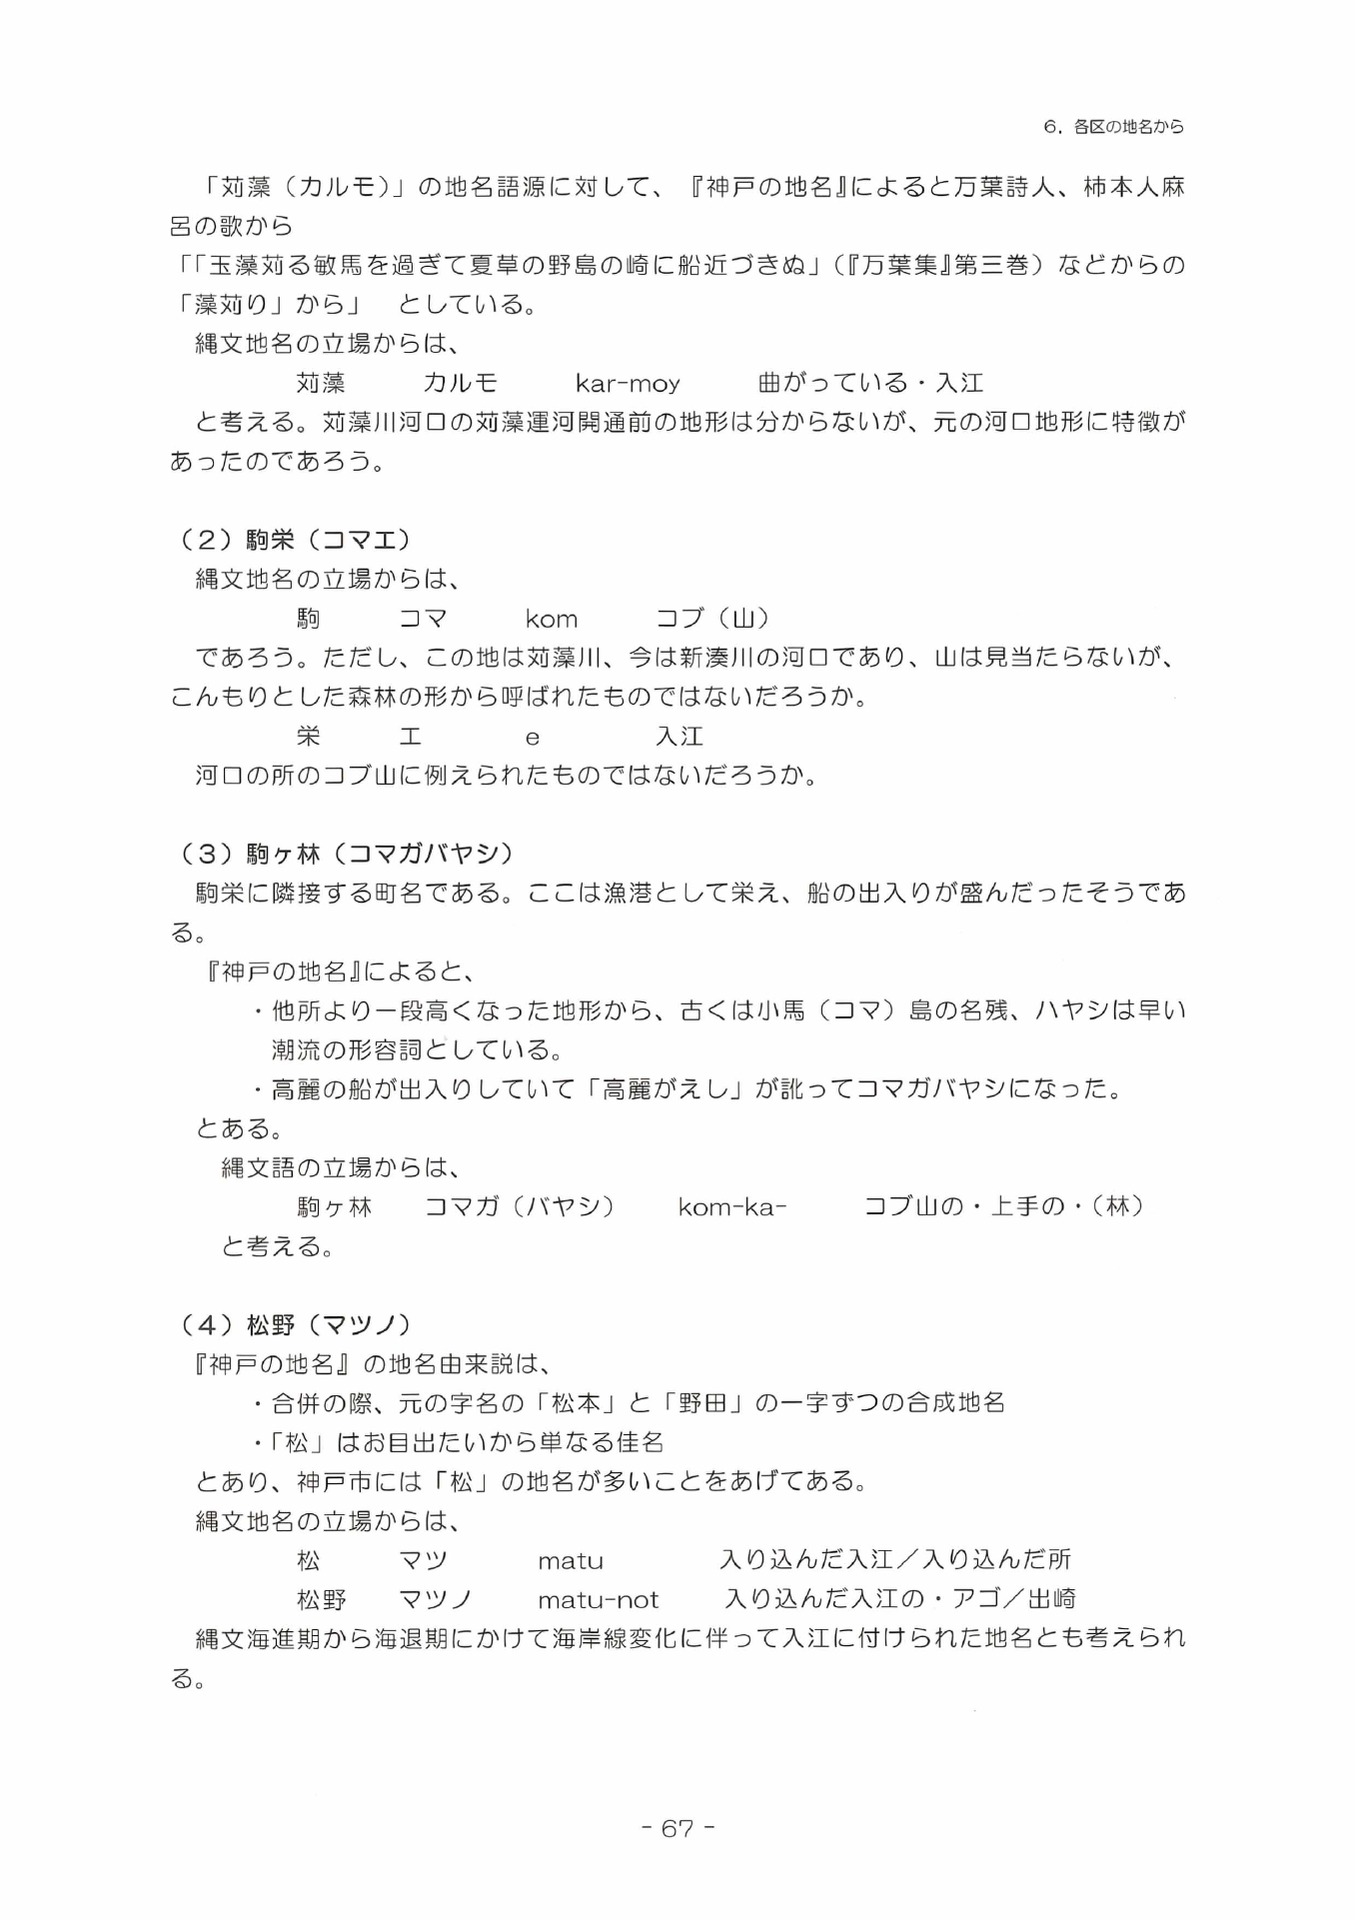 6．各区の地名から
「苅藻（カルモ）」の地名語源に対して、『神戸の地名』によると万葉詩人、柿本人麻
呂の歌から
「「玉藻苅る敏馬を過ぎて夏草の野島の崎に船近づきぬ」（『万葉集』第三巻）などからの
「藻苅り」から」　としている。
縄文地名の立場からは、
苅藻　カルモ　kar-moy　曲がっている・入江
と考える。苅藻川河口の苅藻運河開通前の地形は分からないが、元の河口地形に特徴が
あったのであろう。
（2）駒栄（コマエ）
縄文地名の立場からは、
駒　コマ　kom　コブ（山）
であろう。ただし、この地は苅藻川、今は新湊川の河口であり、山は見当たらないが、
こんもりとした森林の形から呼ばれたものではないだろうか。
栄　エ　e　入江
河口の所のコブ山に例えられたものではないだろうか。
（3）駒ヶ林（コマガバヤシ）
駒栄に隣接する町名である。ここは漁港として栄え、船の出入りが盛んだったそうであ
る。
『神戸の地名』によると、
・他所より一段高くなった地形から、古くは小馬（コマ）島の名残、ハヤシは早い
潮流の形容詞としている。
・高麗の船が出入りしていて「高麗がえし」が訛ってコマガバヤシになった。
とある。
縄文語の立場からは、
駒ヶ林　コマガ（バヤシ）　kom-ka-　コブ山の・上手の・（林）
と考える。
（4）松野（マツノ）
『神戸の地名』の地名由来説は、
・合併の際、元の字名の「松本」と「野田」の一字ずつの合成地名
・「松」はお目出たいから単なる佳名
とあり、神戸市には「松」の地名が多いことをあげてある。
縄文地名の立場からは、
松　マツ　matu　入り込んだ入江／入り込んだ所
松野　マツノ　matu-not　入り込んだ入江の・アゴ／出崎
縄文海進期から海退期にかけて海岸線変化に伴って入江に付けられた地名とも考えられ
る。
- 67 -